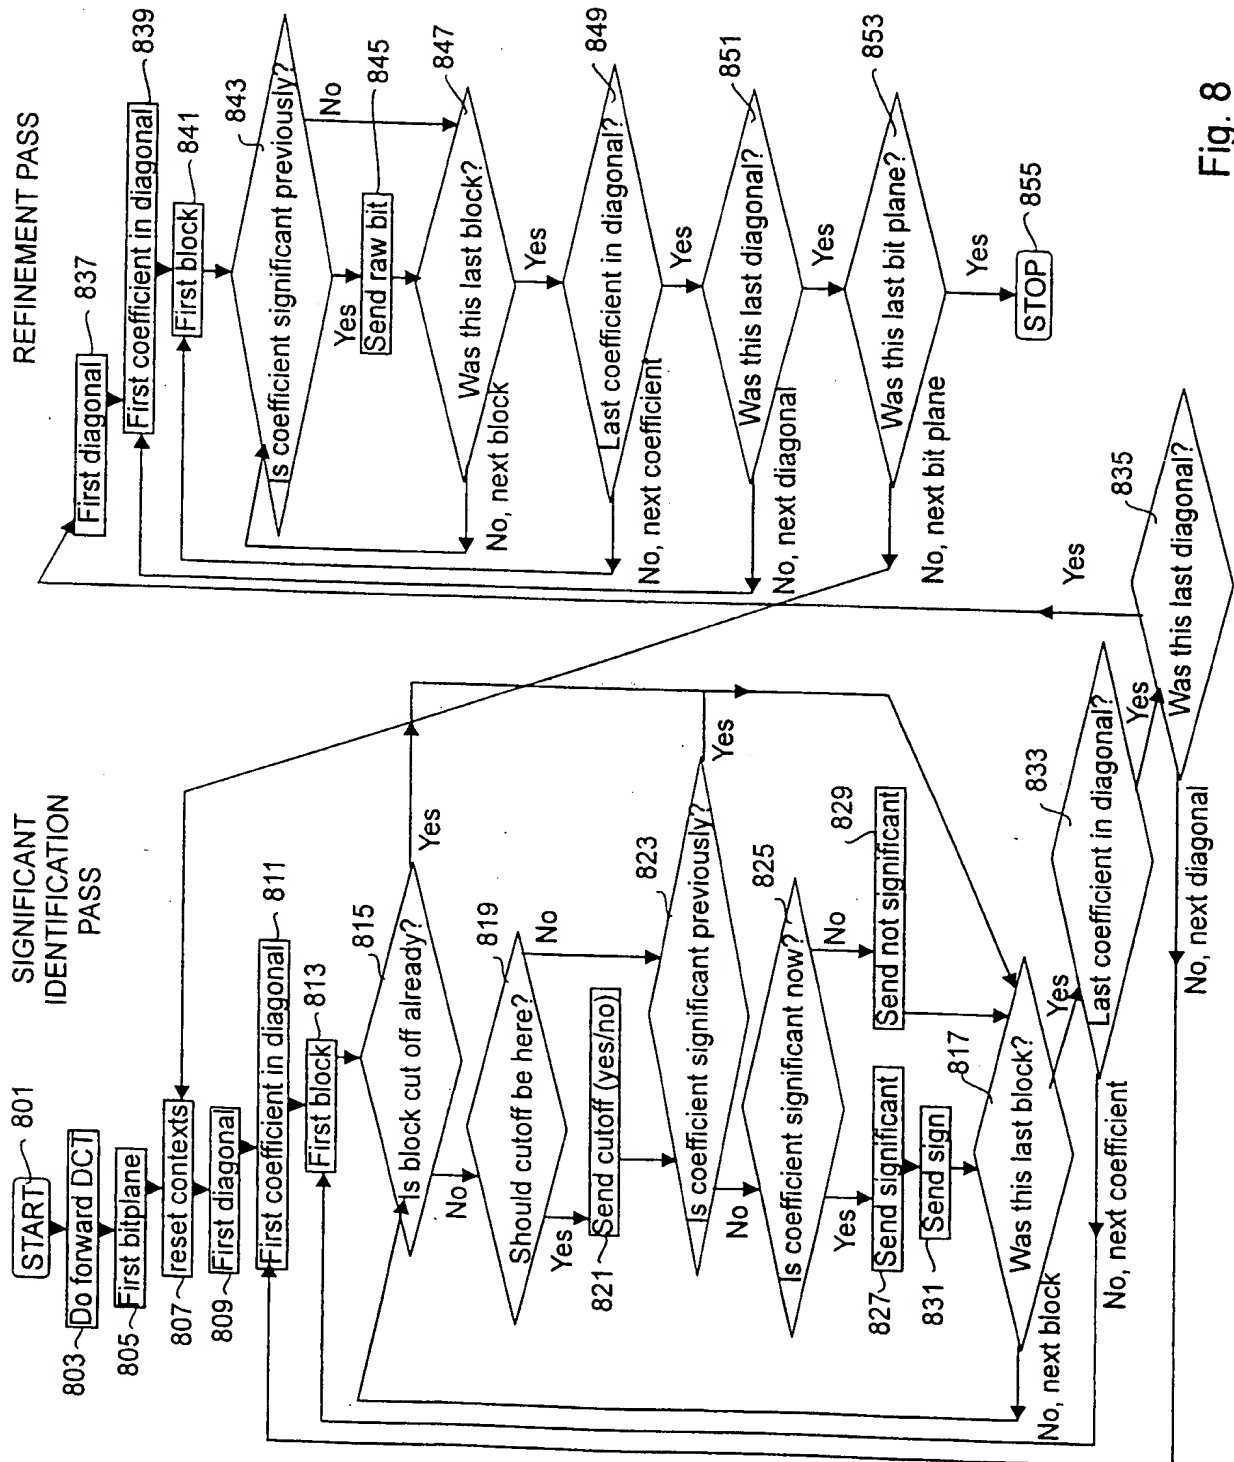 SIGNIFICANT
IDENTIFICATION
PASS
START
801
Do forward DCT
803
First bitplane
805
reset contexts
807
First diagonal
809
First coefficient in diagonal
811
First block
813
Is block cut off already?
815
Yes
No
Should cutoff be here?
819
No
Yes
Send cutoff (yes/no)
821
Is coefficient significant previously?
823
Yes
No
Is coefficient significant now?
825
No
Yes
Send significant
827
Send not significant
829
Send sign
831
Was this last block?
817
Yes
No, next block
Last coefficient in diagonal?
833
Yes
No, next coefficient
Was this last diagonal?
835
Yes
No, next diagonal
REFINEMENT PASS
First diagonal
837
First coefficient in diagonal
839
First block
841
Is coefficient significant previously?
843
No
Yes
Send raw bit
845
Was this last block?
847
Yes
No, next block
Last coefficient in diagonal?
849
Yes
No, next coefficient
Was this last diagonal?
851
Yes
No, next diagonal
Was this last bit plane?
853
Yes
No, next bit plane
STOP
855
Fig. 8